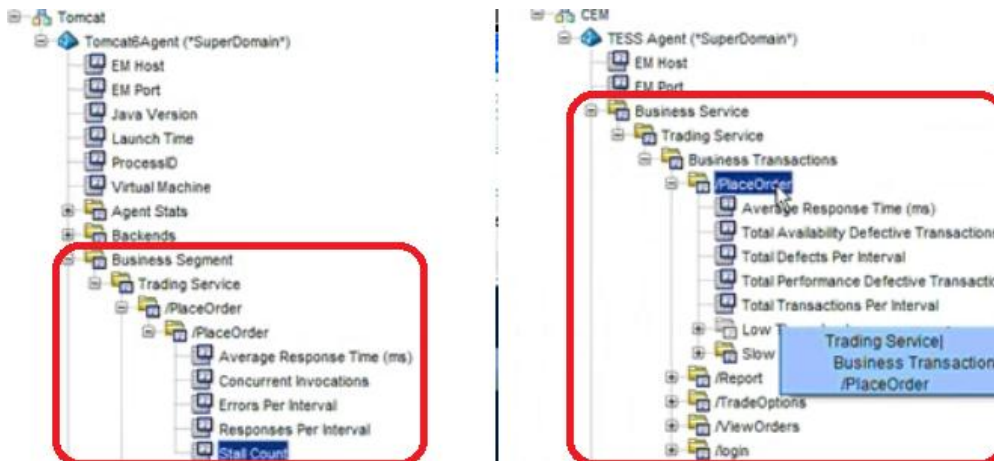 Tomcat
Tomcat6Agent (*SuperDomain*)
EM Host
EM Port
Java Version
Launch Time
ProcessID
Virtual Machine
Agent Stats
Backends
Business Segment
Trading Service
/PlaceOrder
/PlaceOrder
Average Response Time (ms)
Concurrent Invocations
Errors Per Interval
Responses Per Interval
Stall Count
CEM
TESS Agent (*SuperDomain*)
EM Host
EM Port
Business Service
Trading Service
Business Transactions
/PlaceOrder
Average Response Time (ms)
Total Availability Defective Transaction
Total Defects Per Interval
Total Performance Defective Transactio
Total Transactions Per Interval
Low
Slow
Trading Service|
Business Transaction
/PlaceOrder
/Report
/TradeOptions
/ViewOrders
/login